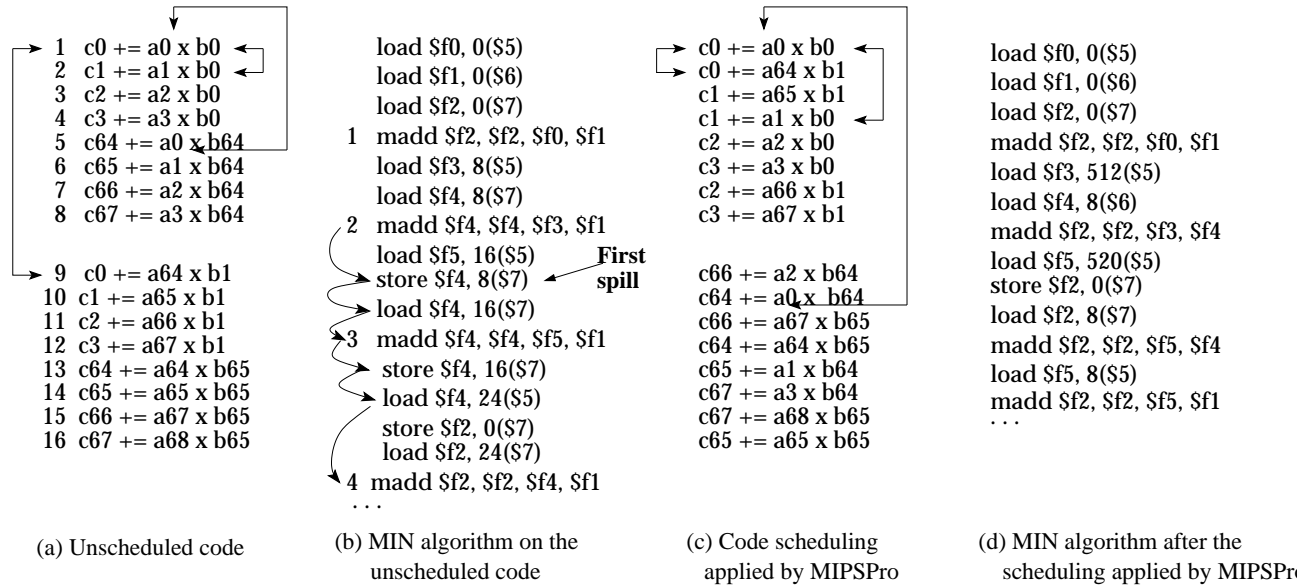 1 c0 += a0 x b0
2 c1 += a1 x b0
3 c2 += a2 x b0
4 c3 += a3 x b0
5 c64 += a0 x b64
6 c65 += a1 x b64
7 c66 += a2 x b64
8 c67 += a3 x b64
9 c0 += a64 x b1
10 c1 += a65 x b1
11 c2 += a66 x b1
12 c3 += a67 x b1
13 c64 += a64 x b65
14 c65 += a65 x b65
15 c66 += a67 x b65
16 c67 += a68 x b65
(a) Unscheduled code
load $f0, 0($5)
load $f1, 0($6)
load $f2, 0($7)
1 madd $f2, $f2, $f0, $f1
load $f3, 8($5)
load $f4, 8($7)
2 madd $f4, $f4, $f3, $f1
load $f5, 16($5)
store $f4, 8($7)
First
spill
load $f4, 16($7)
3 madd $f4, $f4, $f5, $f1
store $f4, 16($7)
load $f4, 24($5)
store $f2, 0($7)
load $f2, 24($7)
4 madd $f2, $f2, $f4, $f1
. . .
(b) MIN algorithm on the
unscheduled code
c0 += a0 x b0
c0 += a64 x b1
c1 += a65 x b1
c1 += a1 x b0
c2 += a2 x b0
c3 += a3 x b0
c2 += a66 x b1
c3 += a67 x b1
c66 += a2 x b64
c64 += a0 x b64
c66 += a67 x b65
c64 += a64 x b65
c65 += a1 x b64
c67 += a3 x b64
c67 += a68 x b65
c65 += a65 x b65
(c) Code scheduling
applied by MIPSPro
load $f0, 0($5)
load $f1, 0($6)
load $f2, 0($7)
madd $f2, $f2, $f0, $f1
load $f3, 512($5)
load $f4, 8($6)
madd $f2, $f2, $f3, $f4
load $f5, 520($5)
store $f2, 0($7)
load $f2, 8($7)
madd $f2, $f2, $f5, $f4
load $f5, 8($5)
madd $f2, $f2, $f5, $f1
. . .
(d) MIN algorithm after the
scheduling applied by MIPSPro